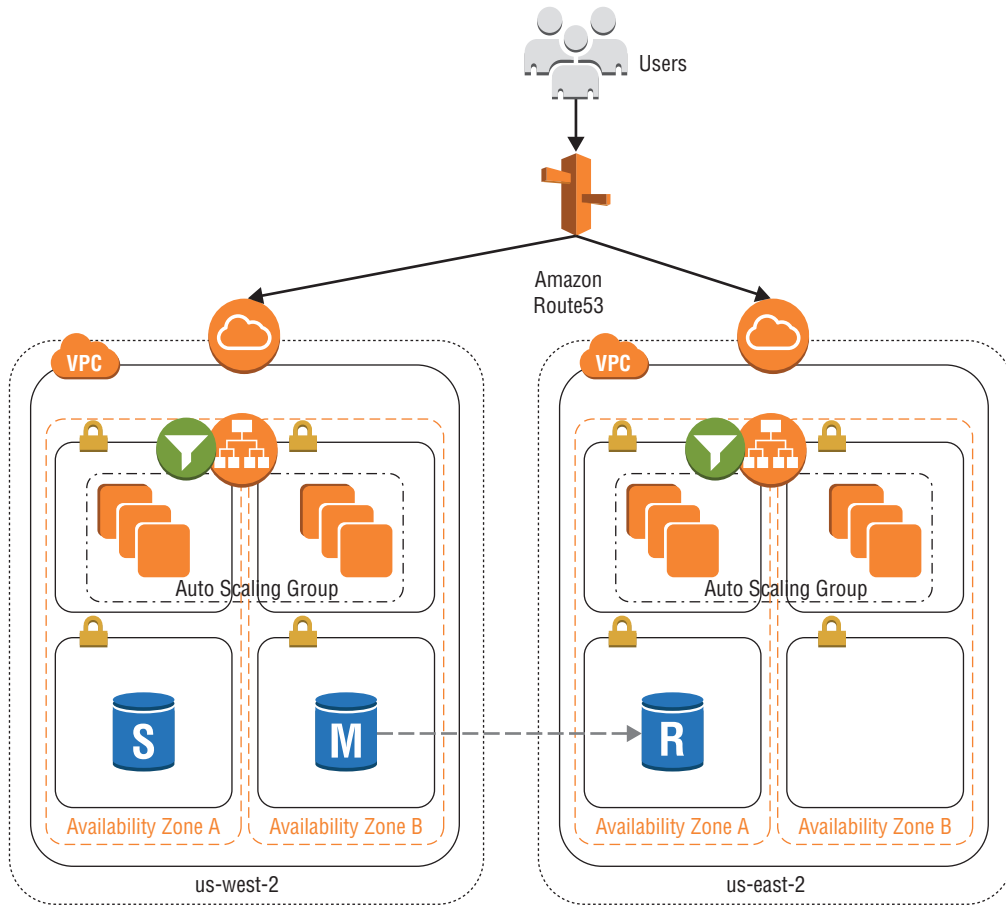 Users
Amazon
Route53
VPC
VPC
Auto Scaling Group
Auto Scaling Group
S
M
R
Availability Zone A
Availability Zone B
Availability Zone A
Availability Zone B
us-west-2
us-east-2